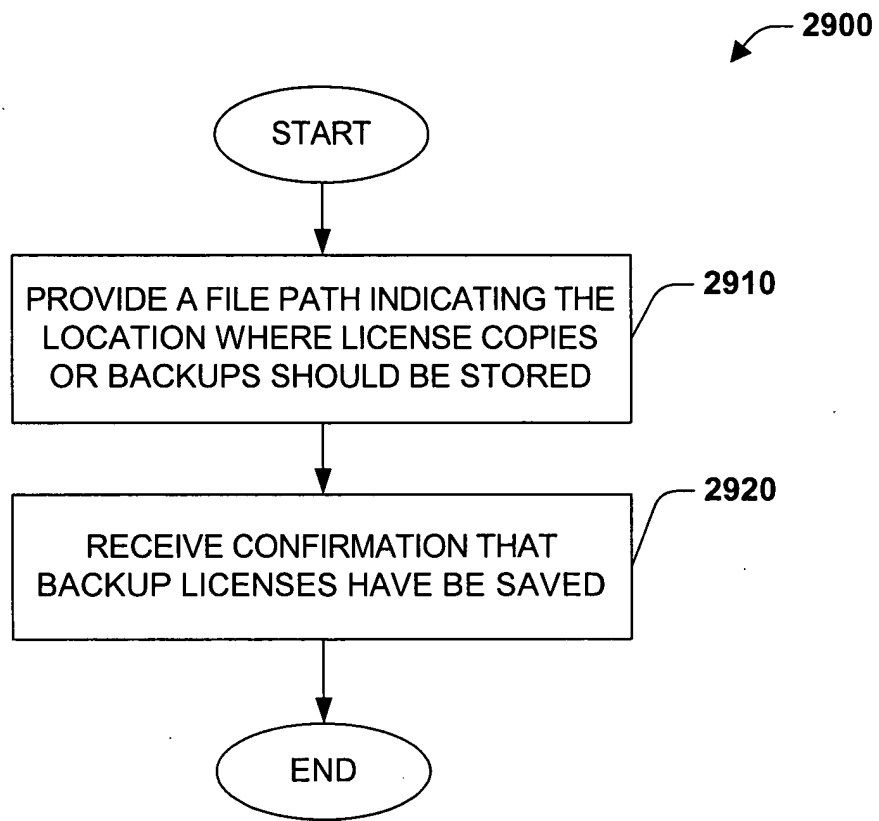 2900
START
PROVIDE A FILE PATH INDICATING THE
LOCATION WHERE LICENSE COPIES
OR BACKUPS SHOULD BE STORED
2910
RECEIVE CONFIRMATION THAT
BACKUP LICENSES HAVE BE SAVED
2920
END